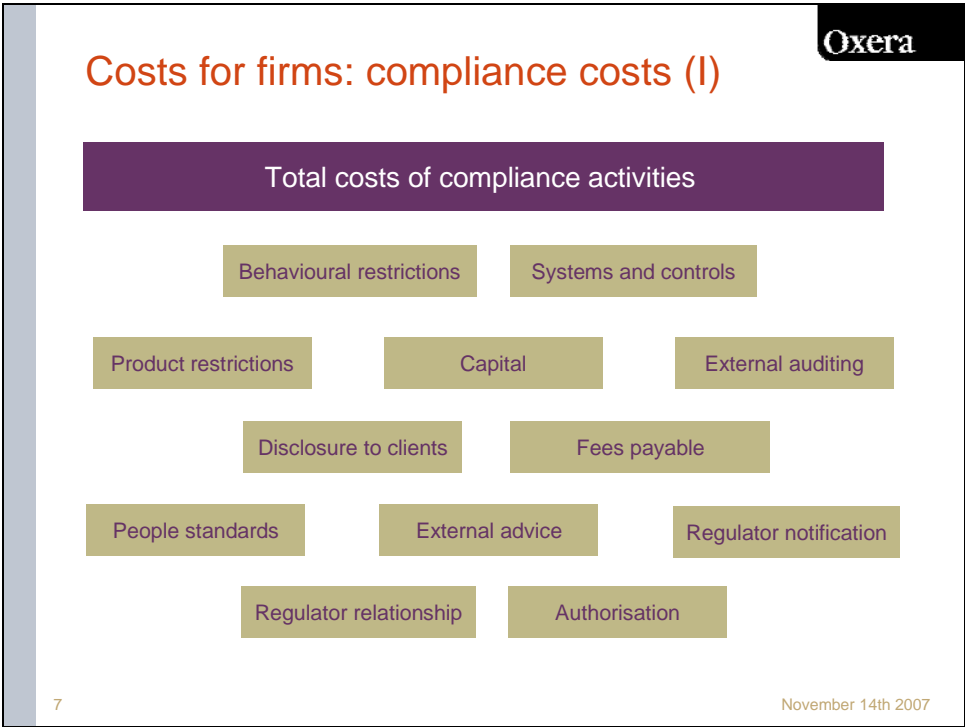 Oxera
Costs for firms: compliance costs (I)
Total costs of compliance activities
Behavioural restrictions
Systems and controls
Product restrictions
Capital
External auditing
Disclosure to clients
Fees payable
People standards
External advice
Regulator notification
Regulator relationship
Authorisation
7
November 14th 2007